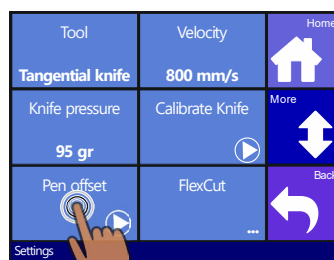 Tool
Tangential knife
Velocity
800 mm/s
Home
Knife pressure
95 gr
Calibrate Knife
More
Pen offset
FlexCut
...
Back
Settings